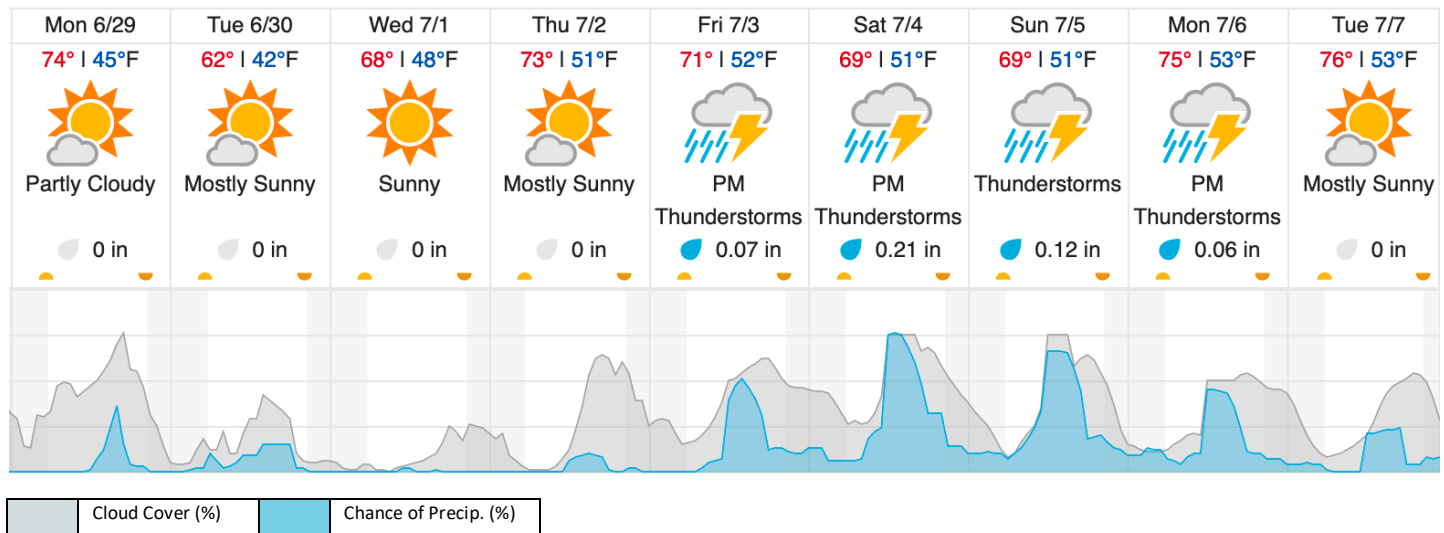 Mon 6/29 Tue 6/30 Wed 7/1 Thu 7/2 Fri 7/3 Sat 7/4 Sun 7/5 Mon 7/6 Tue 7/7
74° | 45°F 62° | 42°F 68° | 48°F 73° | 51°F 71° | 52°F 69° | 51°F 69° | 51°F 75° | 53°F 76° | 53°F
Partly Cloudy Mostly Sunny Sunny Mostly Sunny PM PM Thunderstorms PM Mostly Sunny
Thunderstorms Thunderstorms Thunderstorms
0 in 0 in 0 in 0 in 0.07 in 0.21 in 0.12 in 0.06 in 0 in
Cloud Cover (%) Chance of Precip. (%)